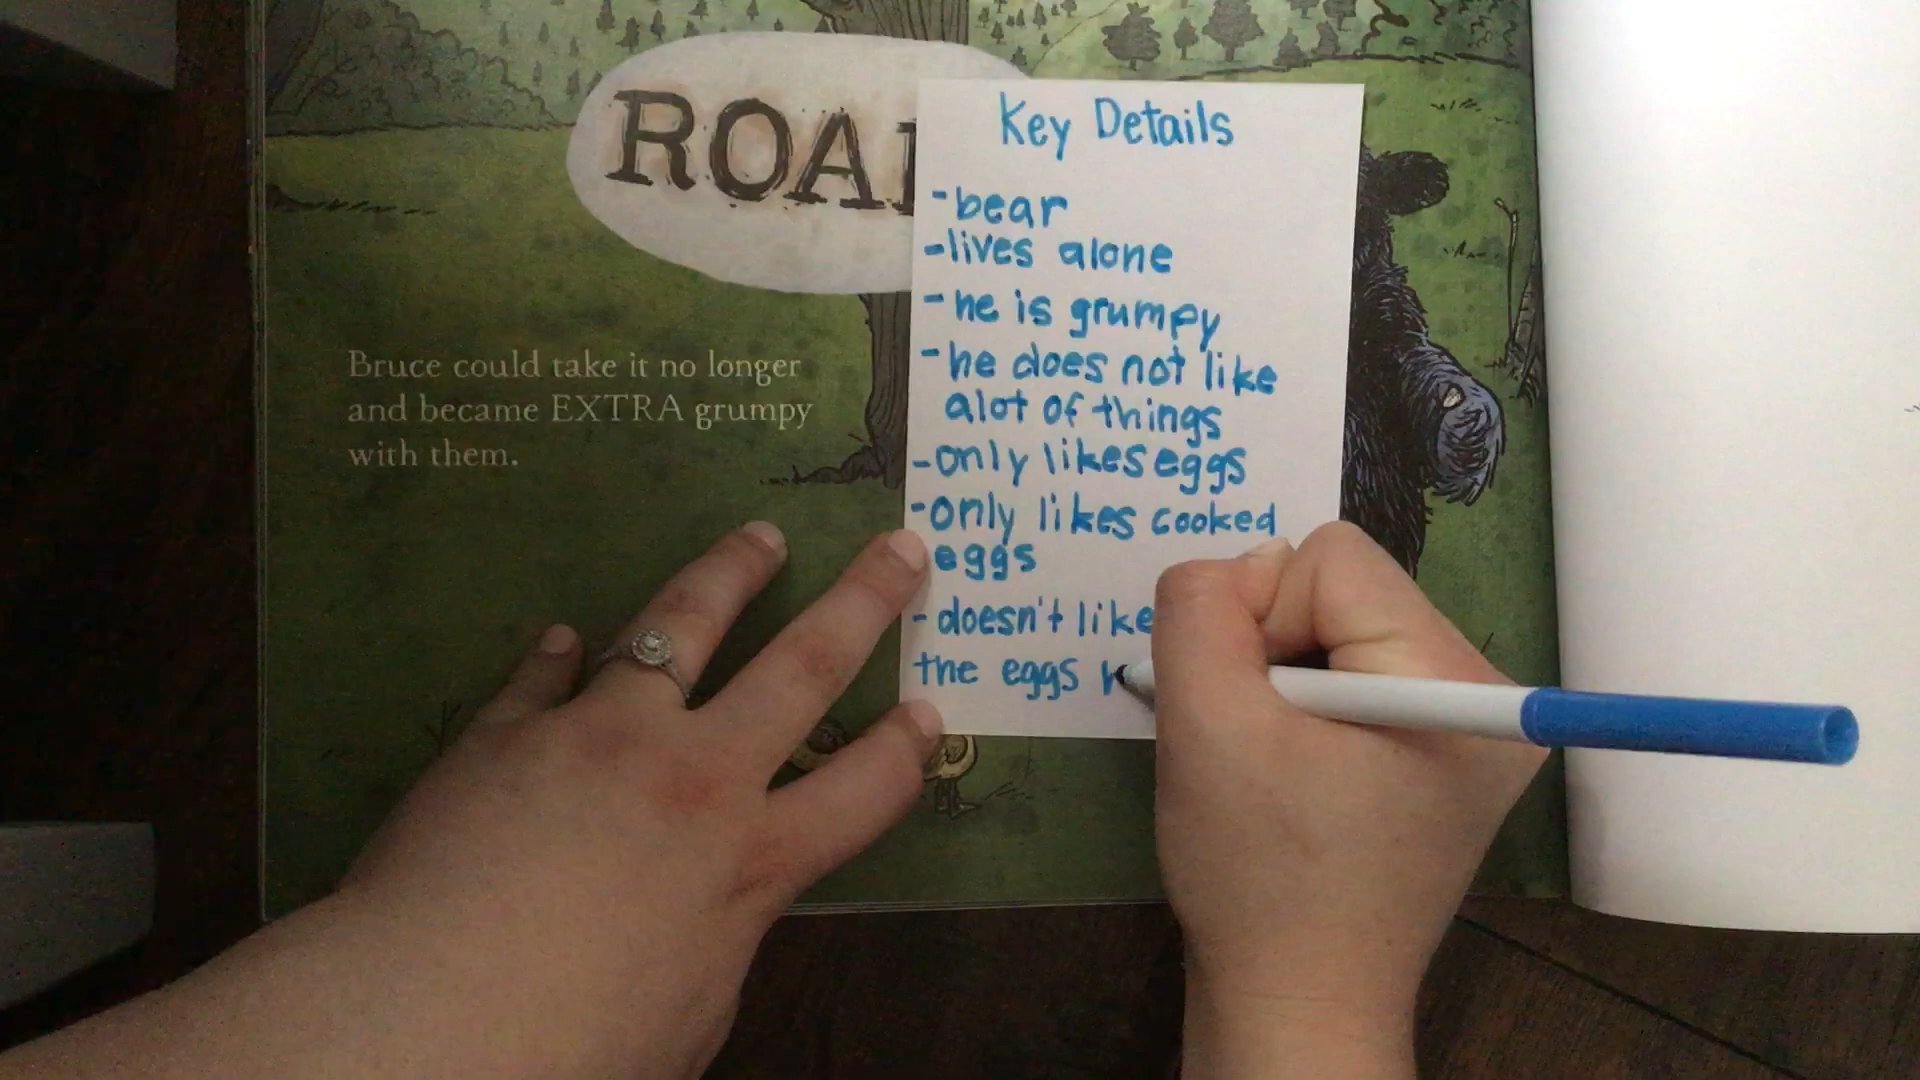 ROA
Key Details
-bear
-lives alone
-he is grumpy
-he does not like
alot of things
-only likes eggs
-only likes cooked
eggs
-doesn't like
the eggs
Bruce could take it no longer
and became EXTRA grumpy
with them.